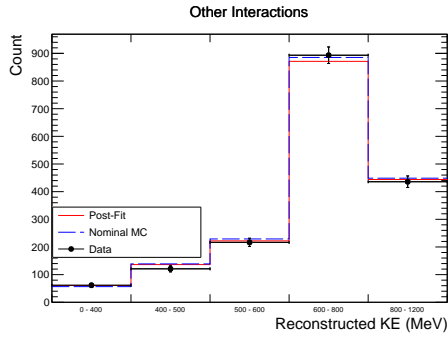 Other Interactions
Count
900
800
700
600
500
400
300
200
100
0
Post-Fit
Nominal MC
Data
0 - 400
400 - 500
500 - 600
600 - 800
800 - 1200
Reconstructed KE (MeV)